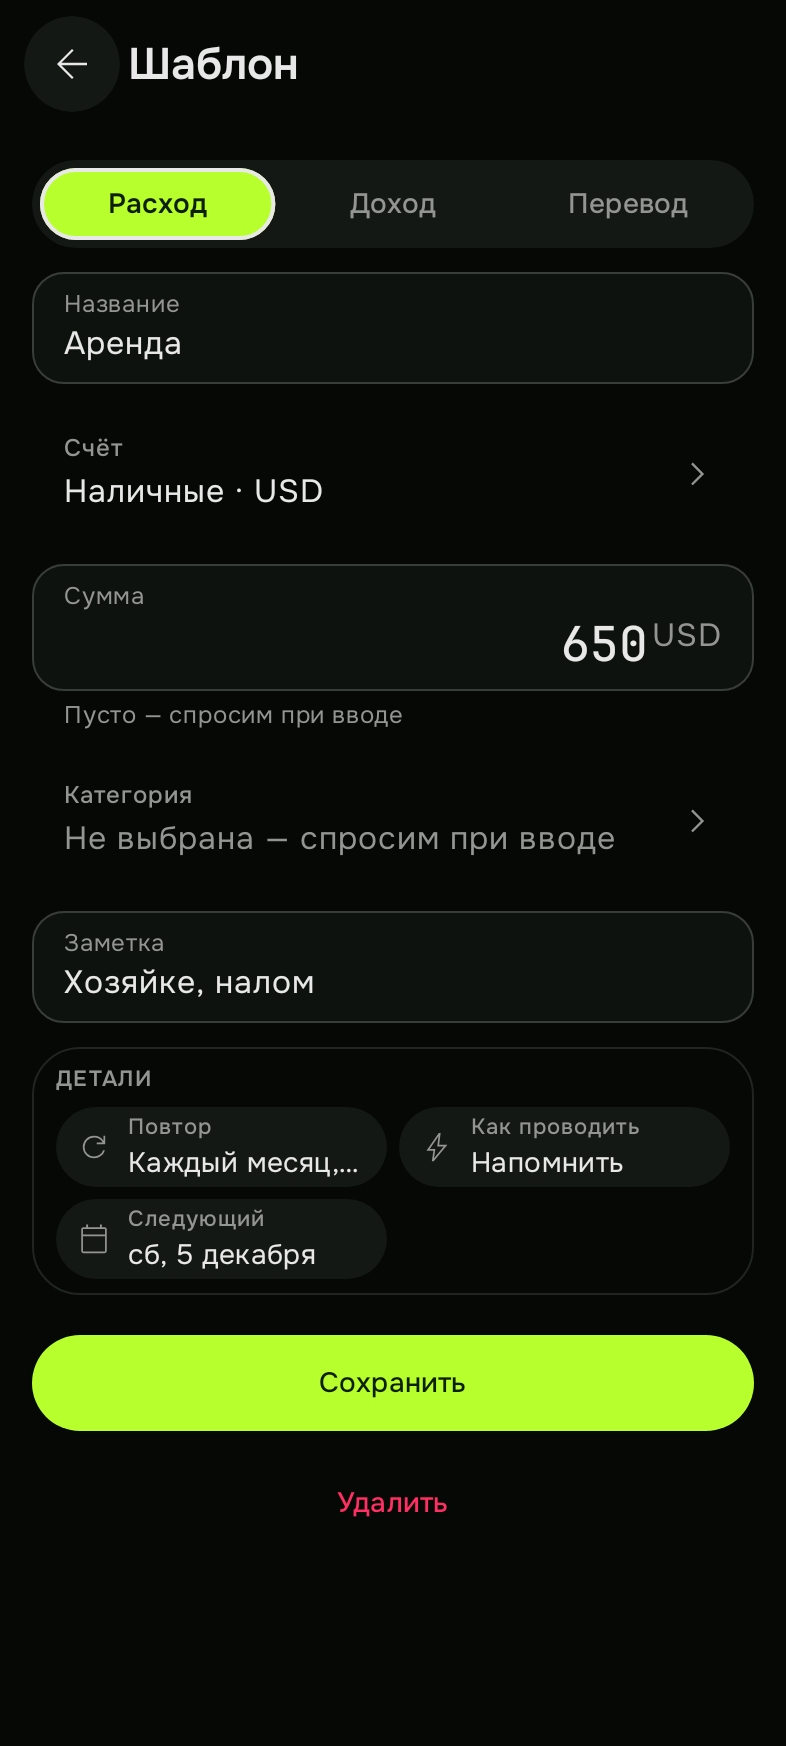 Шаблон
Расход
Доход
Перевод
Название
Аренда
Счёт
Наличные · USD
Сумма
650 USD
Пусто — спросим при вводе
Категория
Не выбрана — спросим при вводе
Заметка
Хозяйке, налом
ДЕТАЛИ
Повтор
Каждый месяц,...
Как проводить
Напомнить
Следующий
сб, 5 декабря
Сохранить
Удалить